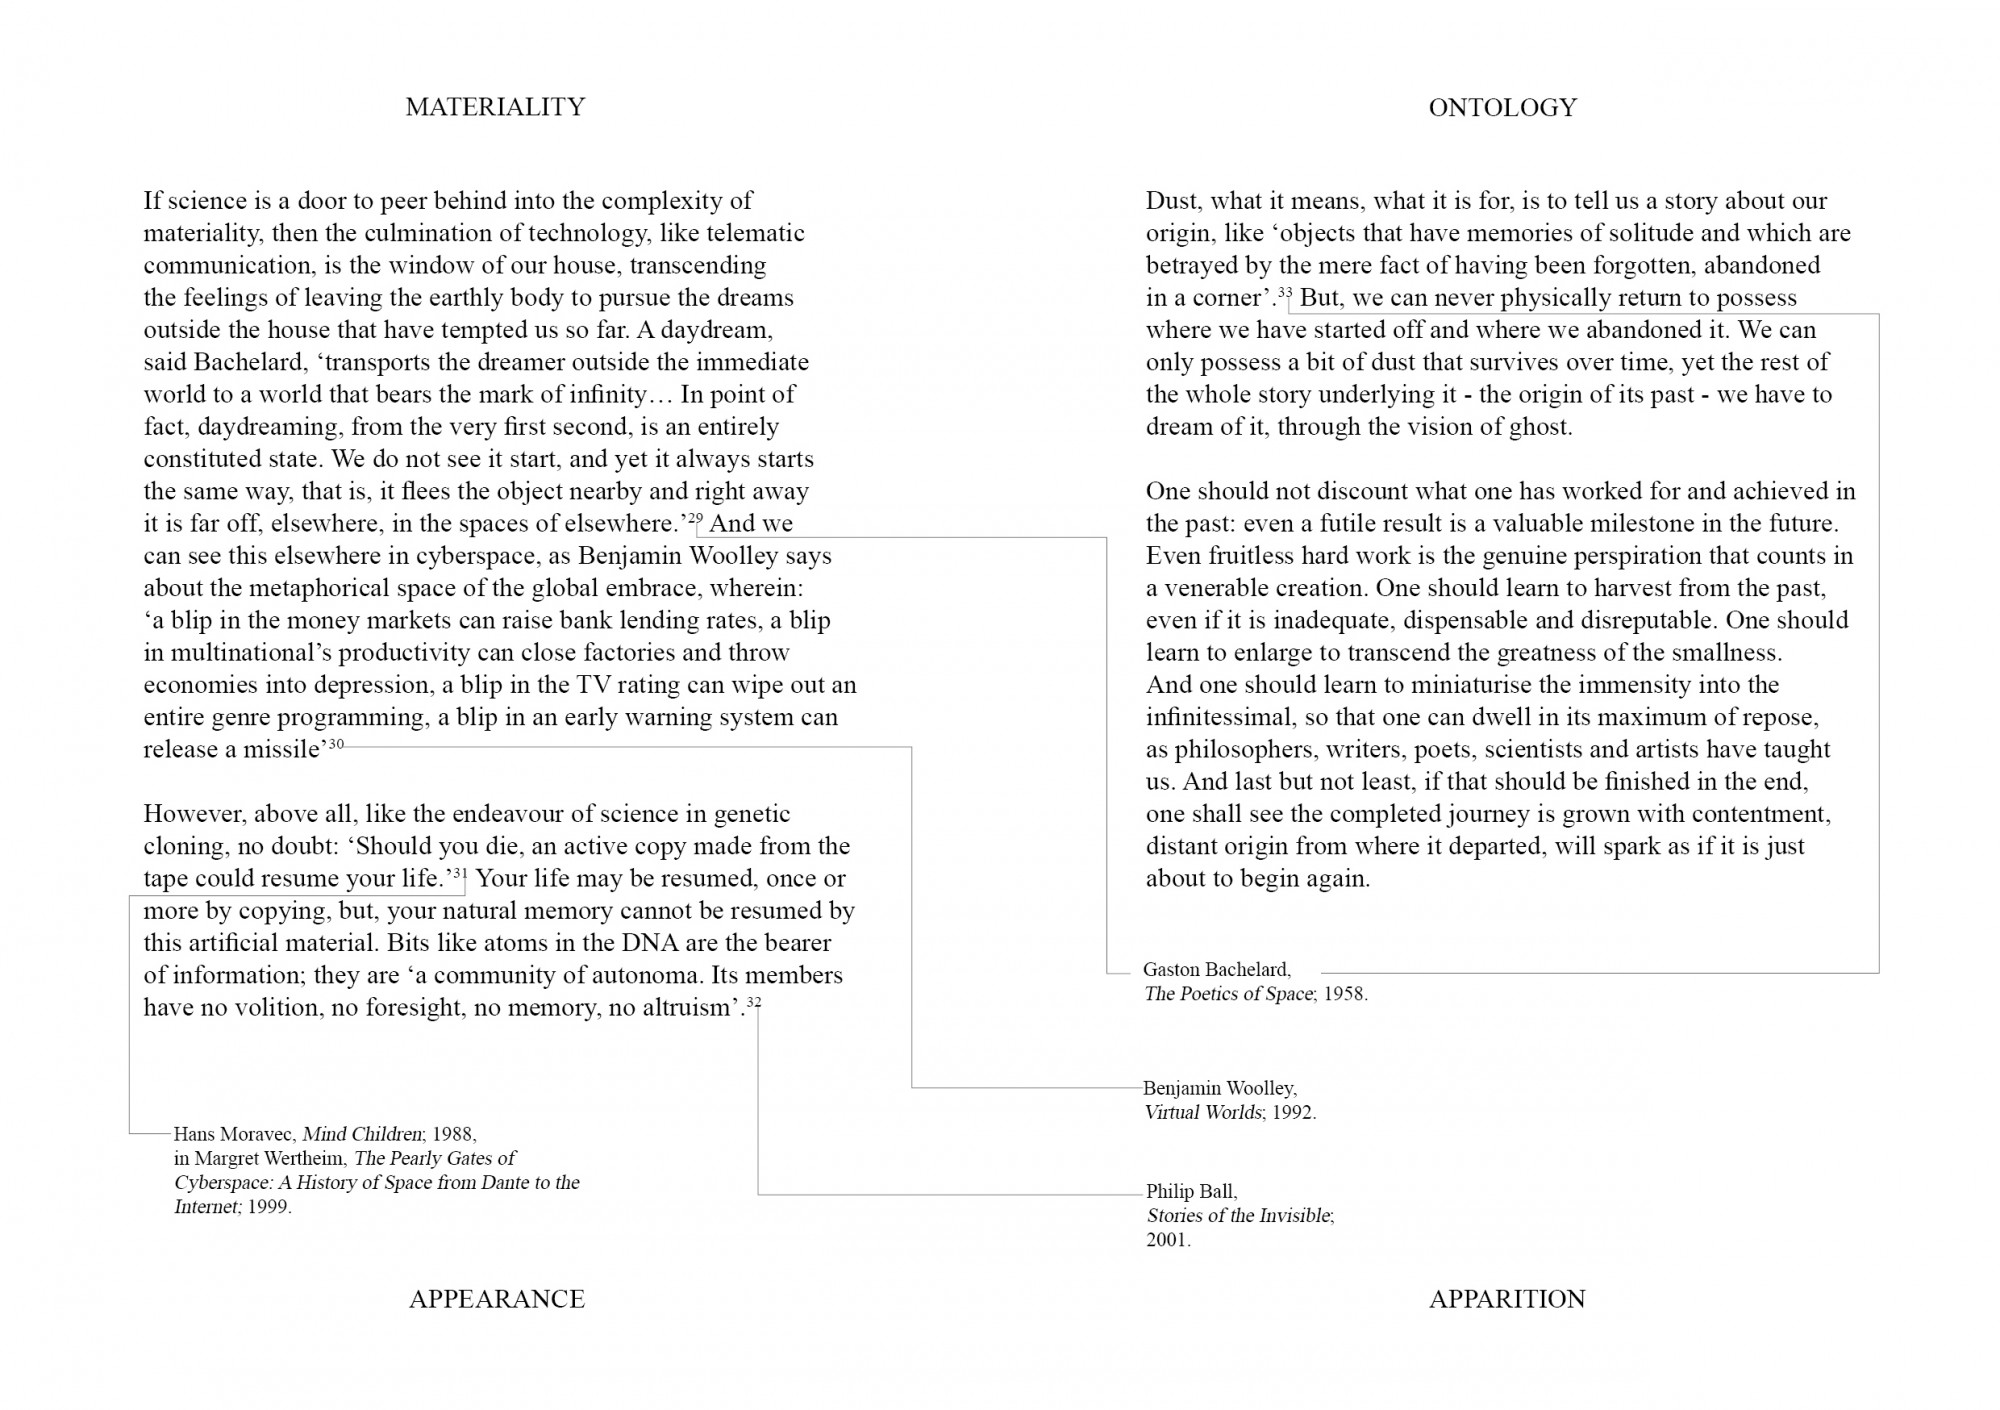 MATERIALITY
If science is a door to peer behind into the complexity of
materiality, then the culmination of technology, like telematic
communication, is the window of our house, transcending
the feelings of leaving the earthly body to pursue the dreams
outside the house that have tempted us so far. A daydream,
said Bachelard, ‘transports the dreamer outside the immediate
world to a world that bears the mark of infinity… In point of
fact, daydreaming, from the very first second, is an entirely
constituted state. We do not see it start, and yet it always starts
the same way, that is, it flees the object nearby and right away
it is far off, elsewhere, in the spaces of elsewhere.’29 And we
can see this elsewhere in cyberspace, as Benjamin Woolley says
about the metaphorical space of the global embrace, wherein:
‘a blip in the money markets can raise bank lending rates, a blip
in multinational’s productivity can close factories and throw
economies into depression, a blip in the TV rating can wipe out an
entire genre programming, a blip in an early warning system can
release a missile’30
However, above all, like the endeavour of science in genetic
cloning, no doubt: ‘Should you die, an active copy made from the
tape could resume your life.’31 Your life may be resumed, once or
more by copying, but, your natural memory cannot be resumed by
this artificial material. Bits like atoms in the DNA are the bearer
of information; they are ‘a community of autonoma. Its members
have no volition, no foresight, no memory, no altruism’.32
Hans Moravec, Mind Children; 1988,
in Margret Wertheim, The Pearly Gates of
Cyberspace: A History of Space from Dante to the
Internet; 1999.
APPEARANCE
ONTOLOGY
Dust, what it means, what it is for, is to tell us a story about our
origin, like ‘objects that have memories of solitude and which are
betrayed by the mere fact of having been forgotten, abandoned
in a corner’.33 But, we can never physically return to possess
where we have started off and where we abandoned it. We can
only possess a bit of dust that survives over time, yet the rest of
the whole story underlying it - the origin of its past - we have to
dream of it, through the vision of ghost.
One should not discount what one has worked for and achieved in
the past: even a futile result is a valuable milestone in the future.
Even fruitless hard work is the genuine perspiration that counts in
a venerable creation. One should learn to harvest from the past,
even if it is inadequate, dispensable and disreputable. One should
learn to enlarge to transcend the greatness of the smallness.
And one should learn to miniaturise the immensity into the
infinitessimal, so that one can dwell in its maximum of repose,
as philosophers, writers, poets, scientists and artists have taught
us. And last but not least, if that should be finished in the end,
one shall see the completed journey is grown with contentment,
distant origin from where it departed, will spark as if it is just
about to begin again.
Gaston Bachelard,
The Poetics of Space; 1958.
Benjamin Woolley,
Virtual Worlds; 1992.
Philip Ball,
Stories of the Invisible;
2001.
APPARITION